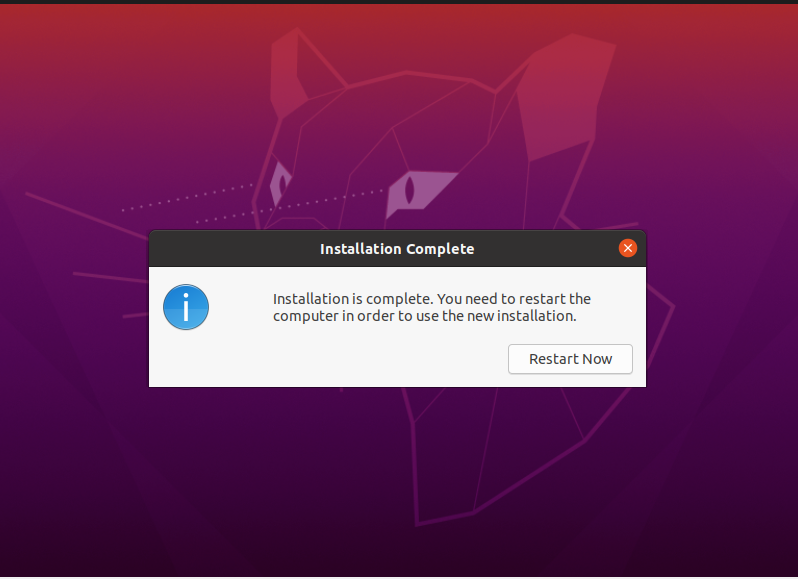 Installation Complete
Installation is complete. You need to restart the
computer in order to use the new installation.
Restart Now